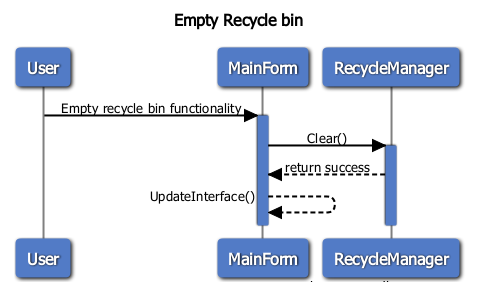 Empty Recycle bin
User MainForm RecycleManager
Empty recycle bin functionality
Clear()
return success
UpdateInterface()
User MainForm RecycleManager